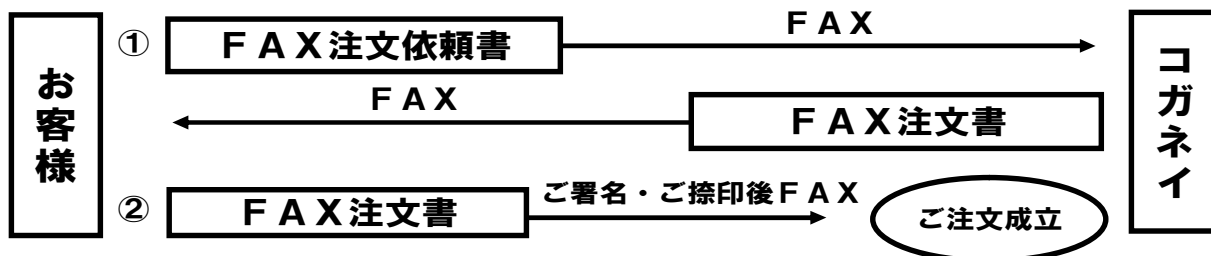 お客様
① ＦＡＸ注文依頼書
ＦＡＸ
コガネイ
ＦＡＸ
ＦＡＸ注文書
② ＦＡＸ注文書
ご署名・ご捺印後ＦＡＸ
ご注文成立